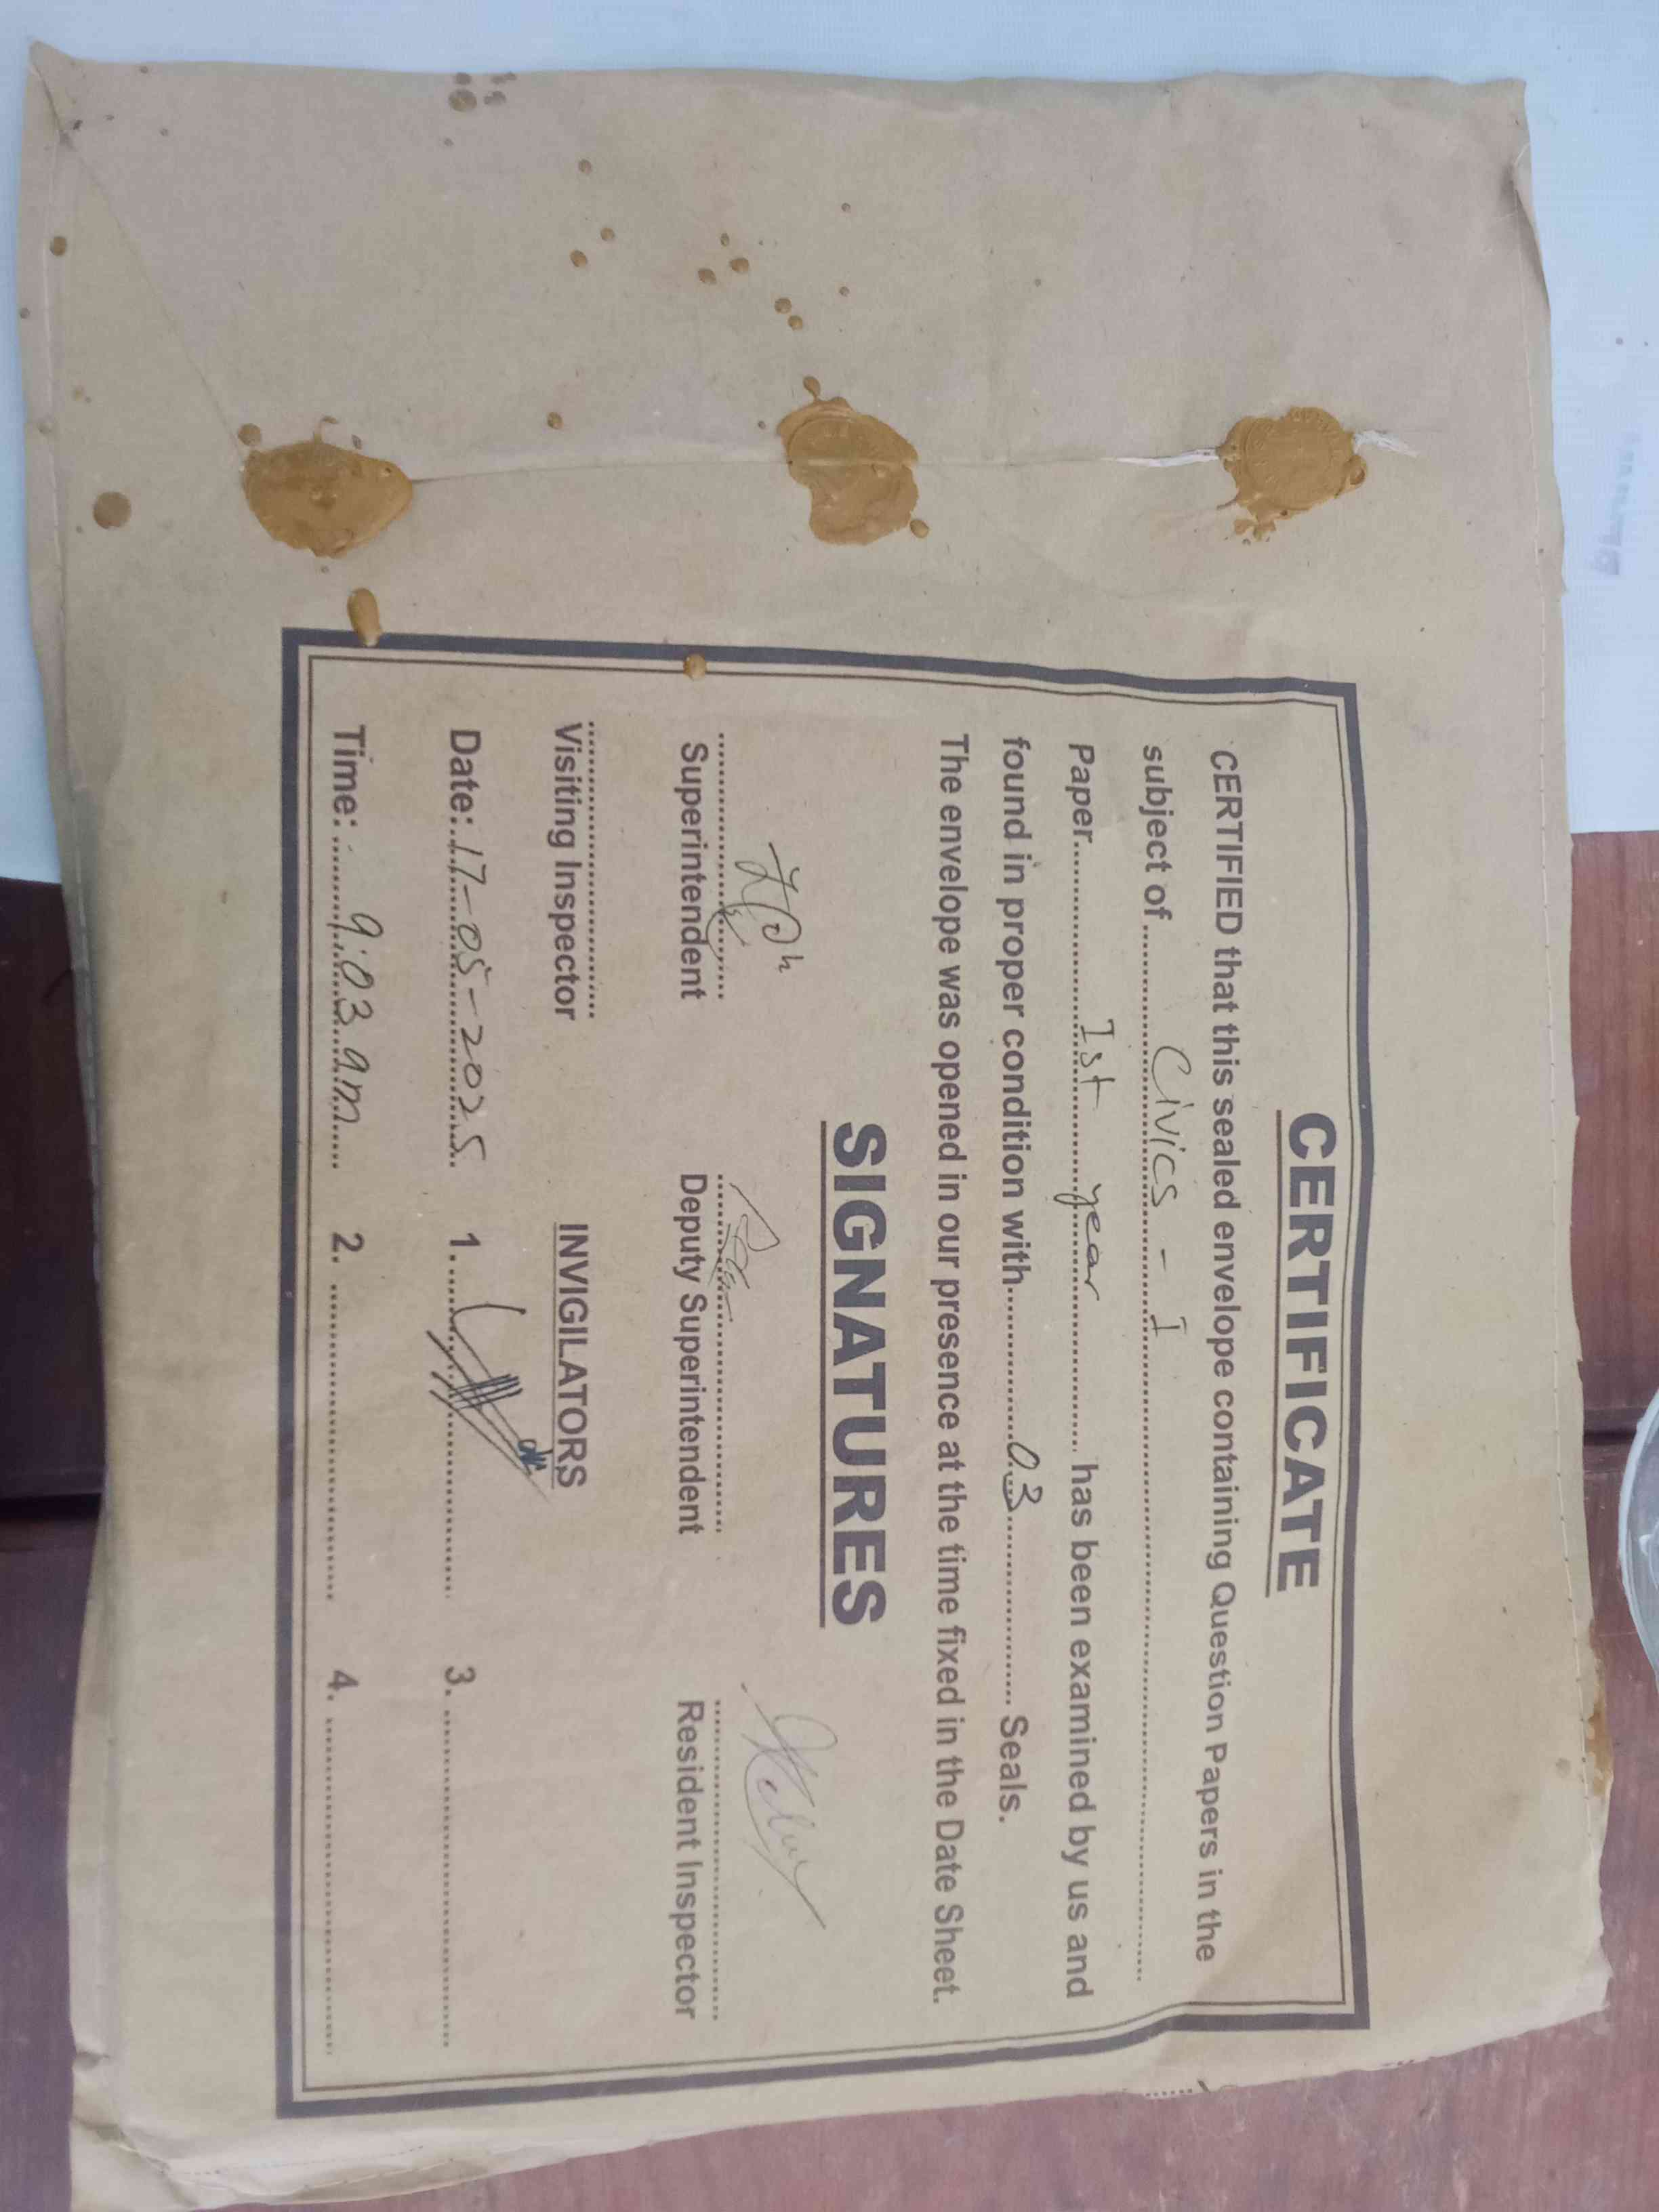 CERTIFICATE
CERTIFIED that this sealed envelope containing Question Papers in the
subject of Civics - I
Paper Ist year has been examined by us and
found in proper condition with 03 Seals.
The envelope was opened in our presence at the time fixed in the Date Sheet.
SIGNATURES
Superintendent Deputy Superintendent Resident Inspector
Visiting Inspector INVIGILATORS
Date: 17-05-2025 1. 3.
Time: 9:03 am 2. 4.